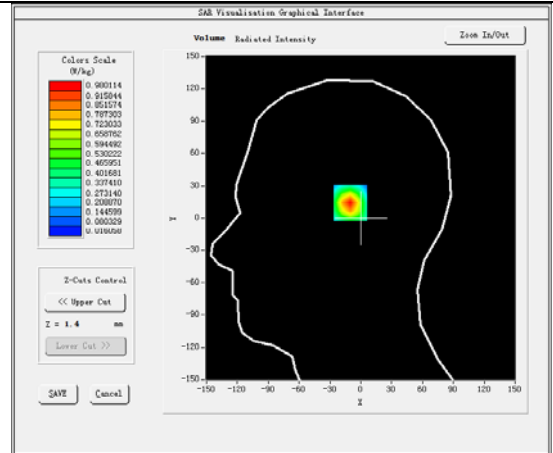 SAR Visualisation Graphical Interface
Volume Radiated Intensity
Zoom In/Out
Colors Scale
(W/kg)
0.980114
0.915844
0.851574
0.787303
0.723033
0.658762
0.594492
0.530222
0.465951
0.401681
0.337410
0.273140
0.208870
0.144599
0.080329
0.016058
150
120
90
60
30
0
-30
-60
-90
-120
-150
Y
-150 -120 -90 -60 -30 0 30 60 90 120 150
X
Z-Cuts Control
<< Upper Cut
Z = 1.4 mm
Lower Cut >>
SAVE Cancel